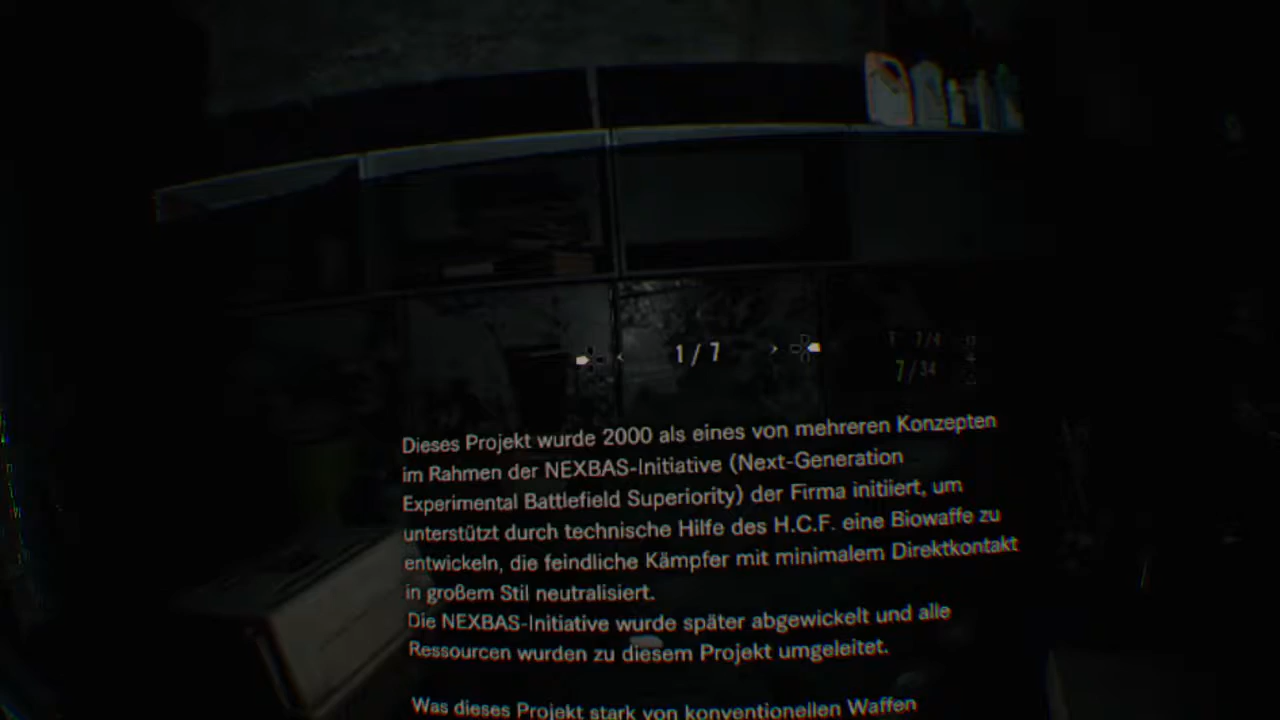 1 / 7
7/34
Dieses Projekt wurde 2000 als eines von mehreren Konzepten
im Rahmen der NEXBAS-Initiative (Next-Generation
Experimental Battlefield Superiority) der Firma initiiert, um
unterstützt durch technische Hilfe des H.C.F. eine Biowaffe zu
entwickeln, die feindliche Kämpfer mit minimalem Direktkontakt
in großem Stil neutralisiert.
Die NEXBAS-Initiative wurde später abgewickelt und alle
Ressourcen wurden zu diesem Projekt umgeleitet.
Was dieses Projekt stark von konventionellen Waffen